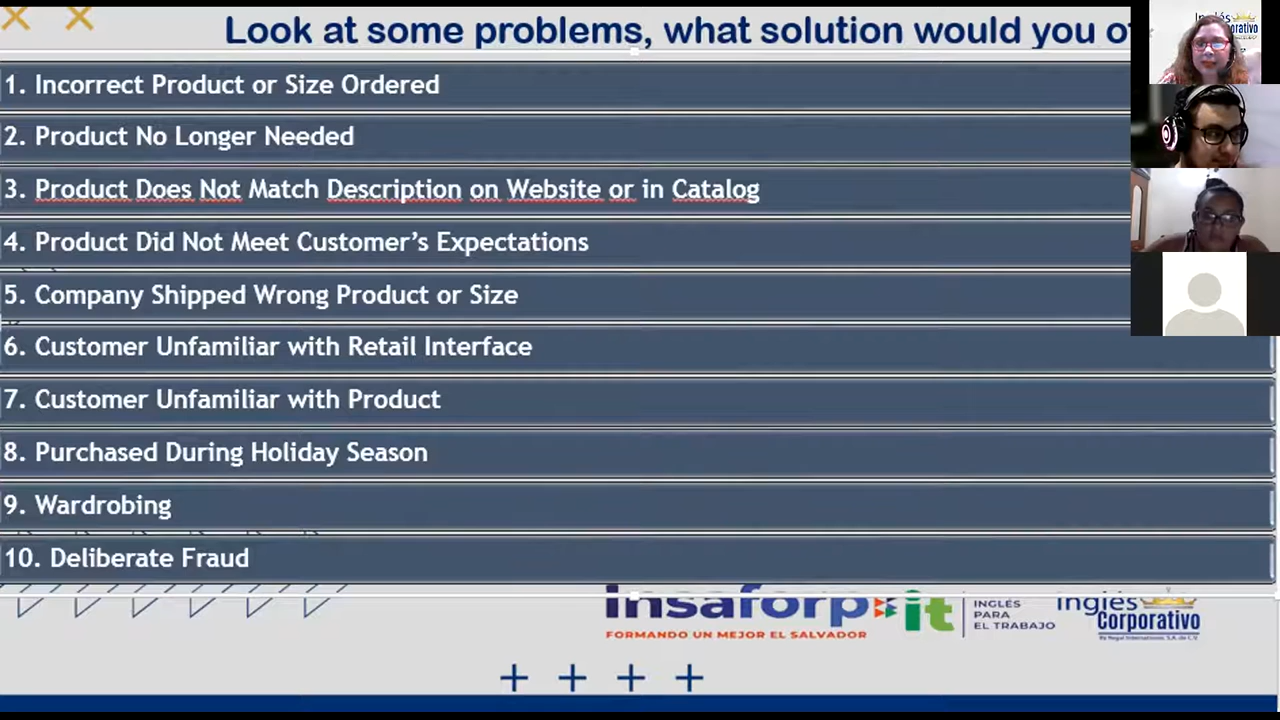 Look at some problems, what solution would you of
1. Incorrect Product or Size Ordered
2. Product No Longer Needed
3. Product Does Not Match Description on Website or in Catalog
4. Product Did Not Meet Customer’s Expectations
5. Company Shipped Wrong Product or Size
6. Customer Unfamiliar with Retail Interface
7. Customer Unfamiliar with Product
8. Purchased During Holiday Season
9. Wardrobing
10. Deliberate Fraud
insaforp it
FORMANDO UN MEJOR EL SALVADOR
INGLÉS
PARA
EL TRABAJO
Inglés
Corporativo